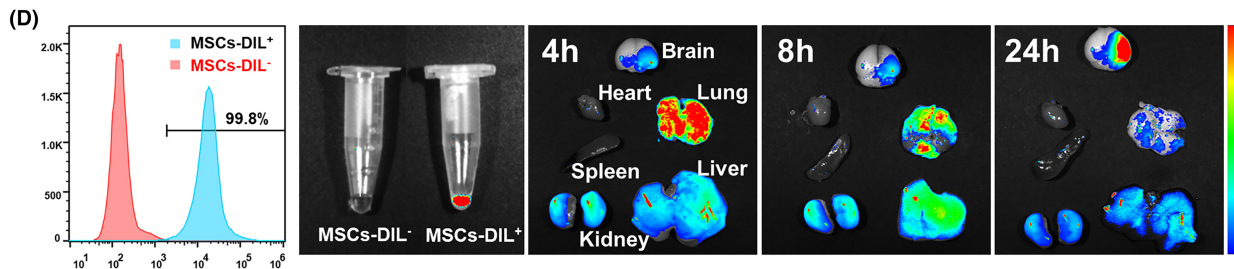 (D)
2.0K
1.5K
1.0K
500
0
10¹ 10² 10³ 10⁴ 10⁵ 10⁶
MSCs-DIL⁺
MSCs-DIL⁻
99.8%
MSCs-DIL⁻ MSCs-DIL⁺
4h
Brain
Heart Lung
Spleen Liver
Kidney
8h
24h